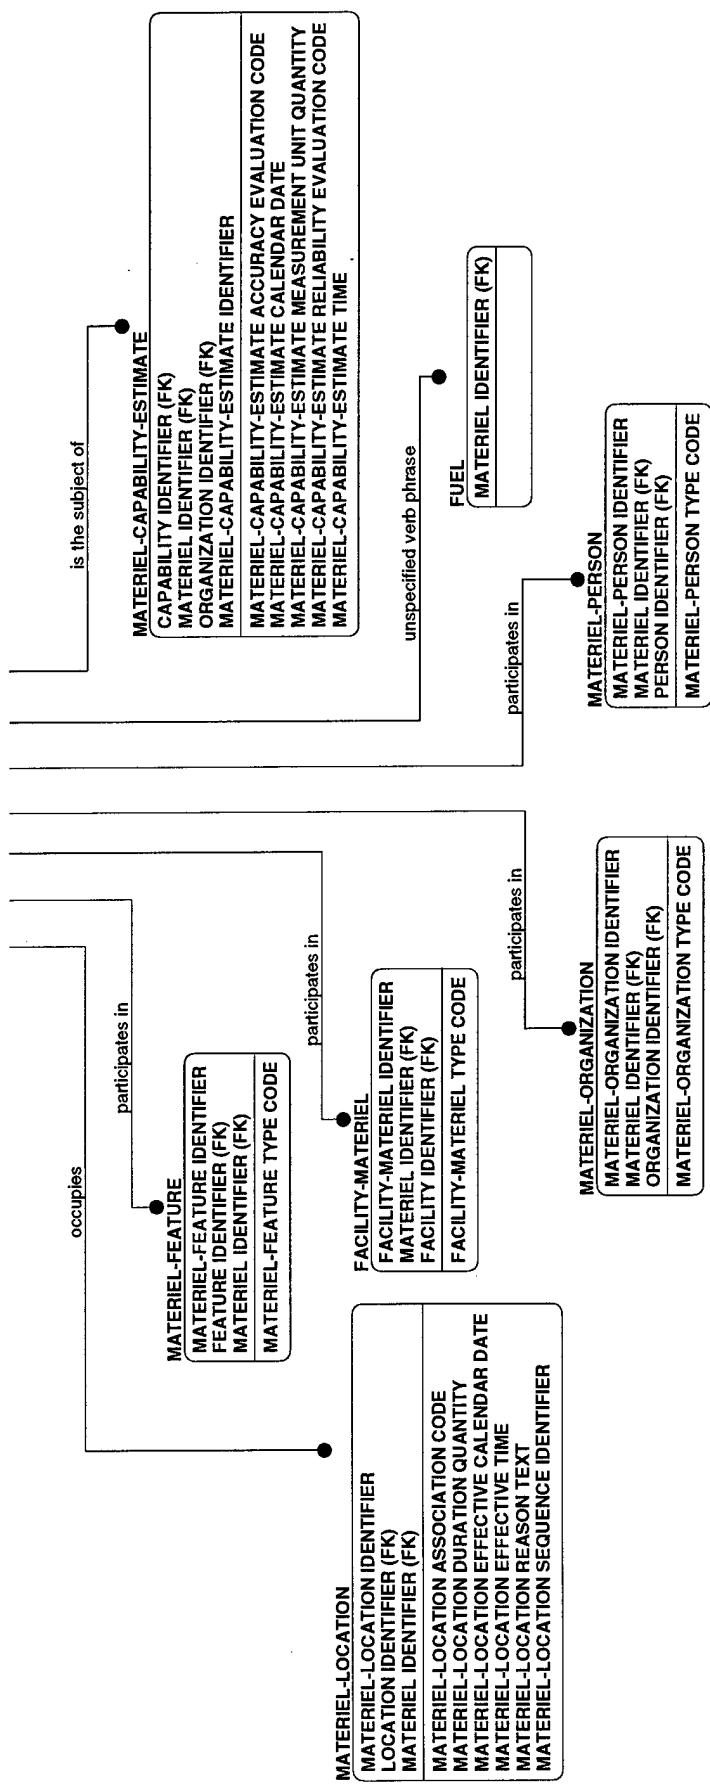 occupies
MATERIEL-LOCATION
MATERIEL-LOCATION IDENTIFIER
LOCATION IDENTIFIER (FK)
MATERIEL IDENTIFIER (FK)
MATERIEL-LOCATION ASSOCIATION CODE
MATERIEL-LOCATION DURATION QUANTITY
MATERIEL-LOCATION EFFECTIVE CALENDAR DATE
MATERIEL-LOCATION EFFECTIVE TIME
MATERIEL-LOCATION REASON TEXT
MATERIEL-LOCATION SEQUENCE IDENTIFIER
participates in
MATERIEL-FEATURE
MATERIEL-FEATURE IDENTIFIER
FEATURE IDENTIFIER (FK)
MATERIEL IDENTIFIER (FK)
MATERIEL-FEATURE TYPE CODE
participates in
FACILITY-MATERIEL
FACILITY-MATERIEL IDENTIFIER
MATERIEL IDENTIFIER (FK)
FACILITY IDENTIFIER (FK)
FACILITY-MATERIEL TYPE CODE
participates in
MATERIEL-ORGANIZATION
MATERIEL-ORGANIZATION IDENTIFIER
MATERIEL IDENTIFIER (FK)
ORGANIZATION IDENTIFIER (FK)
MATERIEL-ORGANIZATION TYPE CODE
participates in
MATERIEL-PERSON
MATERIEL-PERSON IDENTIFIER
MATERIEL IDENTIFIER (FK)
PERSON IDENTIFIER (FK)
MATERIEL-PERSON TYPE CODE
unspecified verb phrase
FUEL
MATERIEL IDENTIFIER (FK)
is the subject of
MATERIEL-CAPABILITY-ESTIMATE
CAPABILITY IDENTIFIER (FK)
MATERIEL IDENTIFIER (FK)
ORGANIZATION IDENTIFIER (FK)
MATERIEL-CAPABILITY-ESTIMATE IDENTIFIER
MATERIEL-CAPABILITY-ESTIMATE ACCURACY EVALUATION CODE
MATERIEL-CAPABILITY-ESTIMATE CALENDAR DATE
MATERIEL-CAPABILITY-ESTIMATE MEASUREMENT UNIT QUANTITY
MATERIEL-CAPABILITY-ESTIMATE RELIABILITY EVALUATION CODE
MATERIEL-CAPABILITY-ESTIMATE TIME